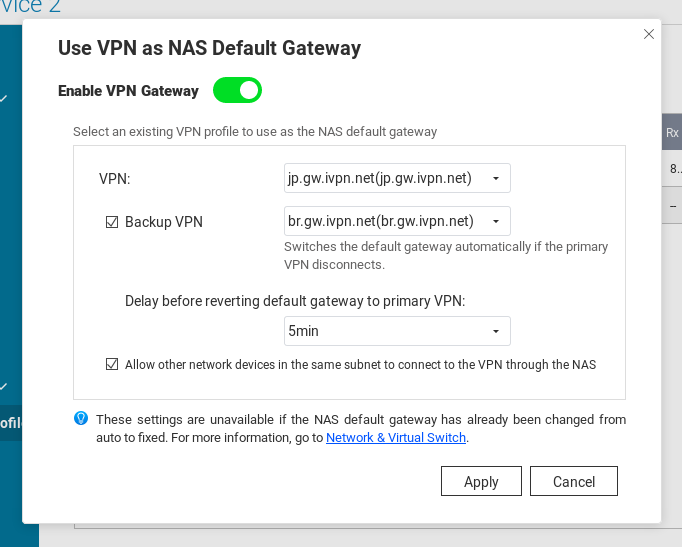 vice 2
Use VPN as NAS Default Gateway
Enable VPN Gateway
Select an existing VPN profile to use as the NAS default gateway
Rx
VPN:
jp.gw.ivpn.net(jp.gw.ivpn.net)
8..
Backup VPN
br.gw.ivpn.net(br.gw.ivpn.net)
--
Switches the default gateway automatically if the primary
VPN disconnects.
Delay before reverting default gateway to primary VPN:
5min
Allow other network devices in the same subnet to connect to the VPN through the NAS
ofile
These settings are unavailable if the NAS default gateway has already been changed from
auto to fixed. For more information, go to Network & Virtual Switch.
Apply
Cancel